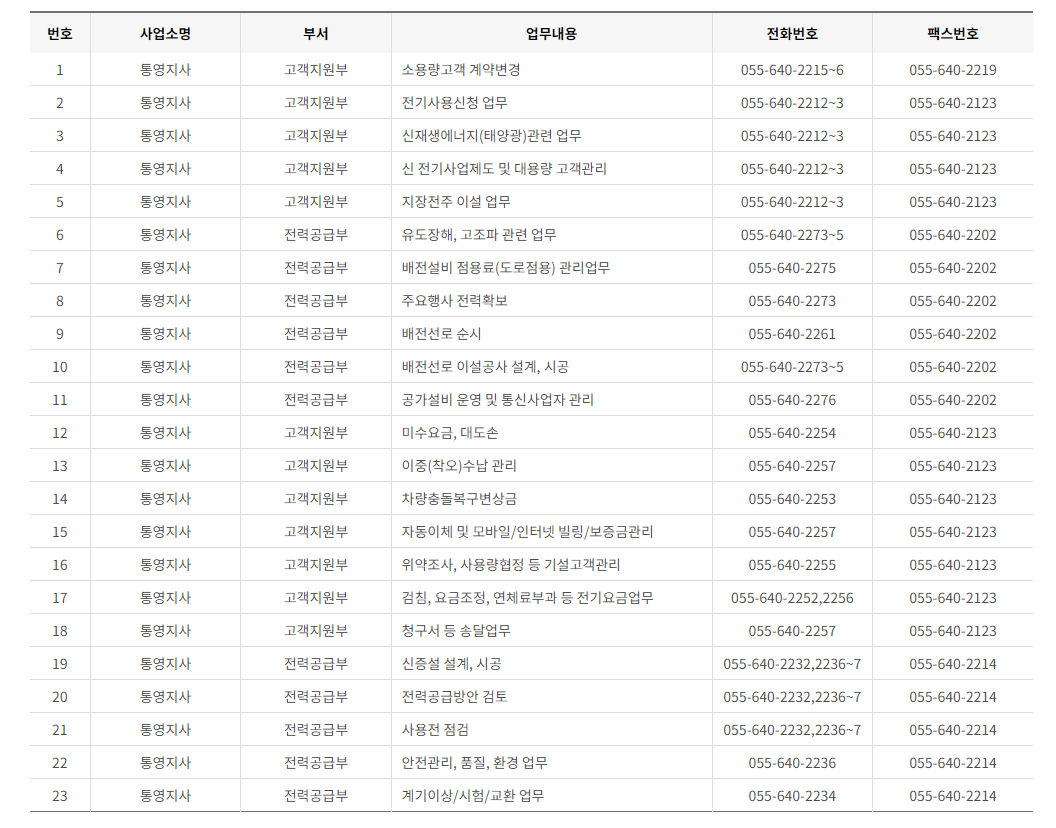 번호 사업소명 부서 업무내용 전화번호 팩스번호
1 통영지사 고객지원부 소용량고객 계약변경 055-640-2215~6 055-640-2219
2 통영지사 고객지원부 전기사용신청 업무 055-640-2212~3 055-640-2123
3 통영지사 고객지원부 신재생에너지(태양광)관련 업무 055-640-2212~3 055-640-2123
4 통영지사 고객지원부 신 전기사업제도 및 대용량 고객관리 055-640-2212~3 055-640-2123
5 통영지사 고객지원부 지장전주 이설 업무 055-640-2212~3 055-640-2123
6 통영지사 전력공급부 유도장해, 고조파 관련 업무 055-640-2273~5 055-640-2202
7 통영지사 전력공급부 배전설비 점용료(도로점용) 관리업무 055-640-2275 055-640-2202
8 통영지사 전력공급부 주요행사 전력확보 055-640-2273 055-640-2202
9 통영지사 전력공급부 배전선로 순시 055-640-2261 055-640-2202
10 통영지사 전력공급부 배전선로 이설공사 설계, 시공 055-640-2273~5 055-640-2202
11 통영지사 전력공급부 공가설비 운영 및 통신사업자 관리 055-640-2276 055-640-2202
12 통영지사 고객지원부 미수요금, 대도손 055-640-2254 055-640-2123
13 통영지사 고객지원부 이중(착오)수납 관리 055-640-2257 055-640-2123
14 통영지사 고객지원부 차량충돌복구변상금 055-640-2253 055-640-2123
15 통영지사 고객지원부 자동이체 및 모바일/인터넷 빌링/보증금관리 055-640-2257 055-640-2123
16 통영지사 고객지원부 위약조사, 사용량협정 등 기설고객관리 055-640-2255 055-640-2123
17 통영지사 고객지원부 검침, 요금조정, 연체료부과 등 전기요금업무 055-640-2252,2256 055-640-2123
18 통영지사 고객지원부 청구서 등 송달업무 055-640-2257 055-640-2123
19 통영지사 전력공급부 신증설 설계, 시공 055-640-2232,2236~7 055-640-2214
20 통영지사 전력공급부 전력공급방안 검토 055-640-2232,2236~7 055-640-2214
21 통영지사 전력공급부 사용전 점검 055-640-2232,2236~7 055-640-2214
22 통영지사 전력공급부 안전관리, 품질, 환경 업무 055-640-2236 055-640-2214
23 통영지사 전력공급부 계기이상/시험/교환 업무 055-640-2234 055-640-2214